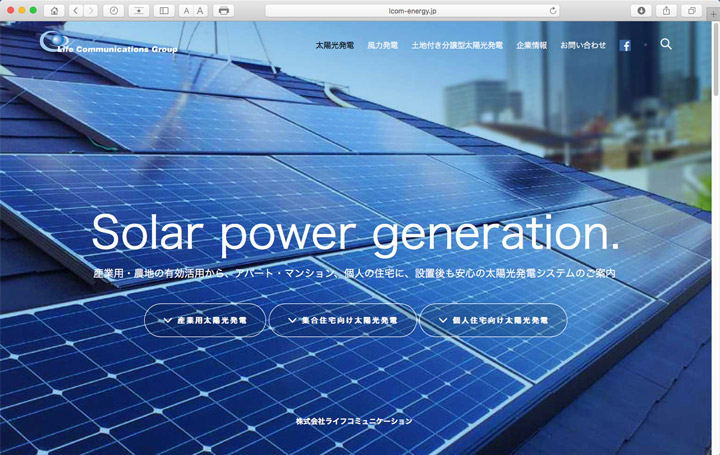 lcom-energy.jp
A A
Life Communications Group
太陽光発電 風力発電 土地付き分譲型太陽光発電 企業情報 お問い合わせ f
Solar power generation.
産業用・農地の有効活用から、アパート・マンション、個人の住宅に、設置後も安心の太陽光発電システムのご案内
産業用太陽光発電 集合住宅向け太陽光発電 個人住宅向け太陽光発電
株式会社ライフコミュニケーション